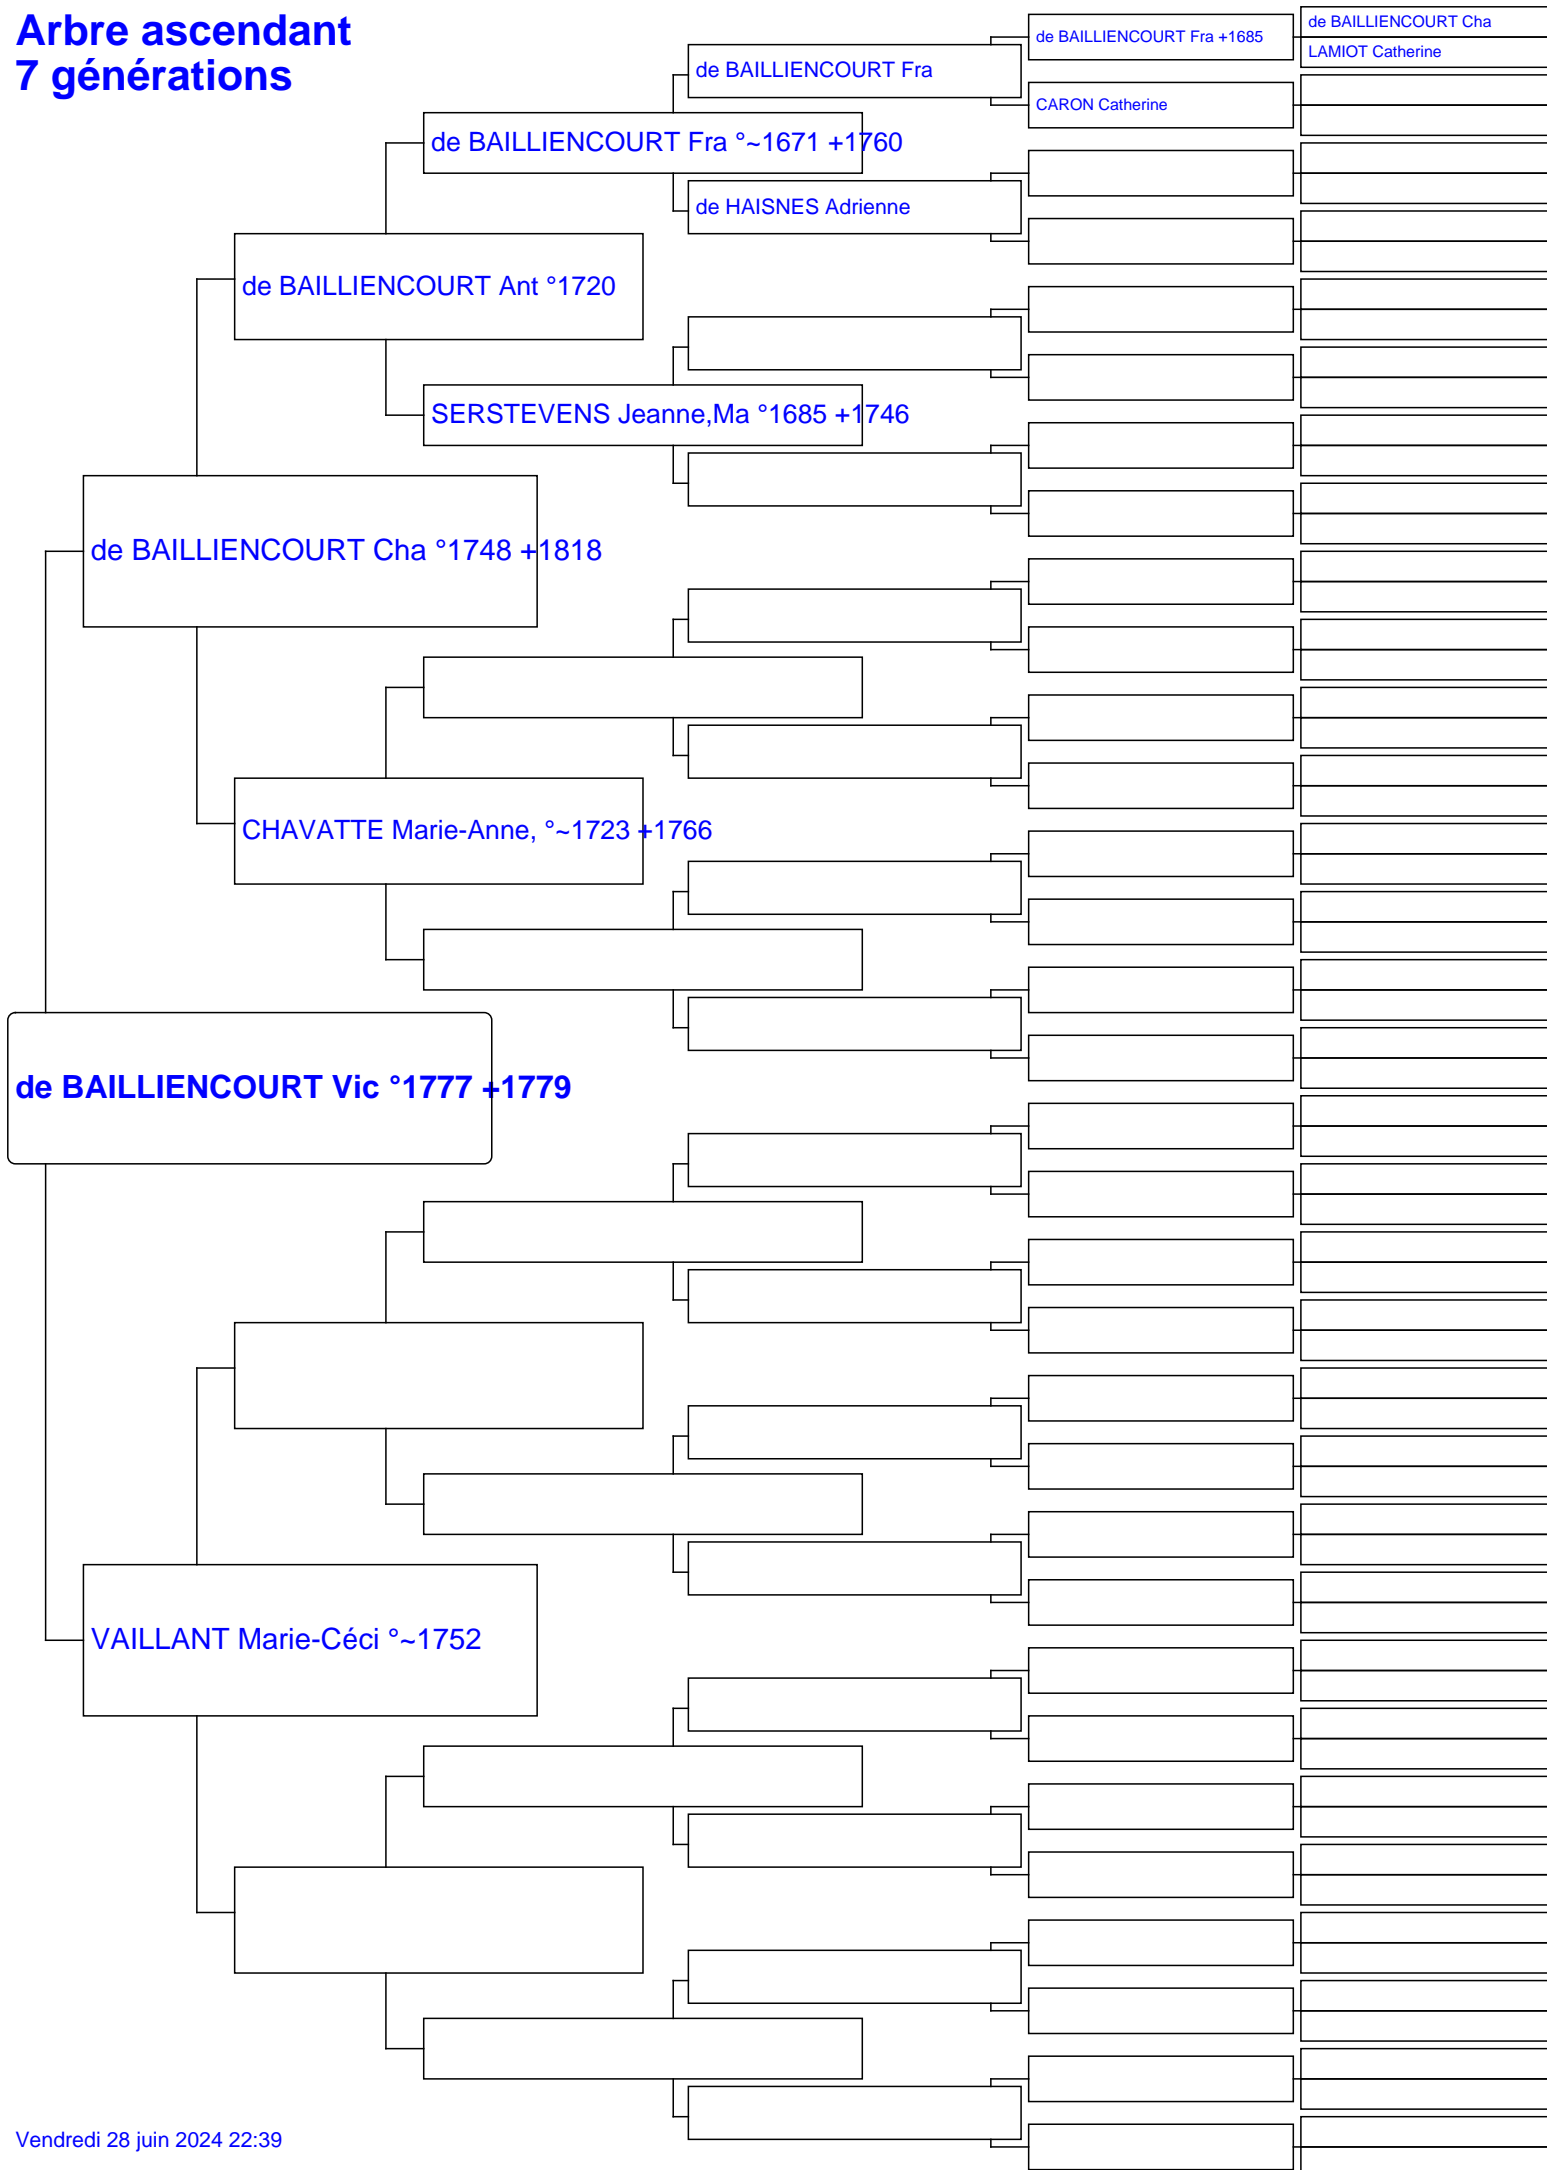 Arbre ascendant
7 générations
de BAILLIENCOURT Cha
LAMIOT Catherine
de BAILLIENCOURT Fra +1685
de BAILLIENCOURT Fra
CARON Catherine
de BAILLIENCOURT Fra °~1671 +1760
de HAISNES Adrienne
de BAILLIENCOURT Ant °1720
SERSTEVENS Jeanne,Ma °1685 +1746
de BAILLIENCOURT Cha °1748 +1818
CHAVATTE Marie-Anne, °~1723 +1766
de BAILLIENCOURT Vic °1777 +1779
VAILLANT Marie-Céci °~1752
Vendredi 28 juin 2024 22:39